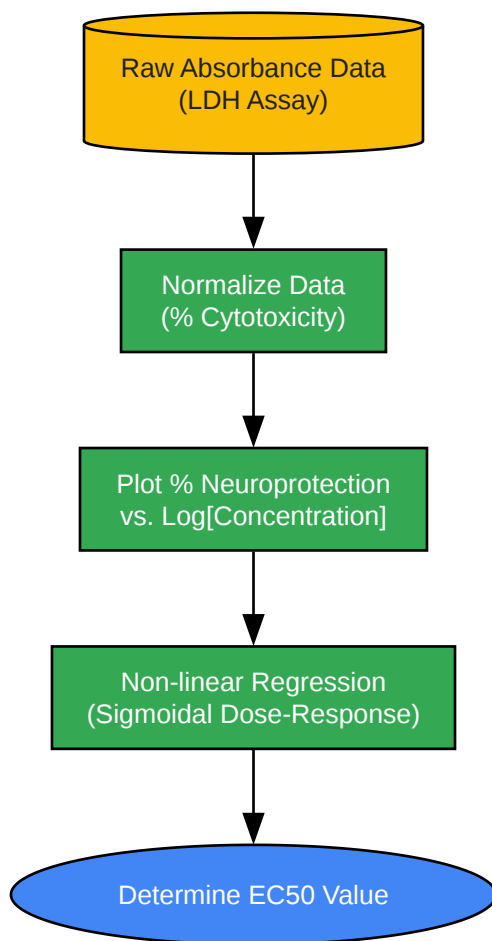 Raw Absorbance Data
(LDH Assay)
Normalize Data
(% Cytotoxicity)
Plot % Neuroprotection
vs. Log[Concentration]
Non-linear Regression
(Sigmoidal Dose-Response)
Determine EC50 Value